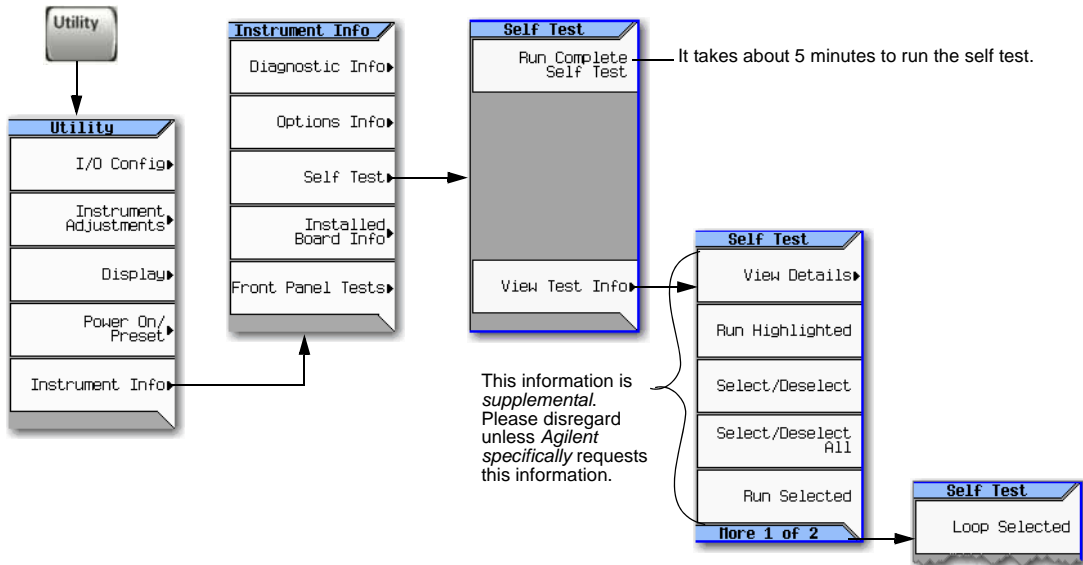 Utility
Utility
I/O Config
Instrument
Adjustments
Display
Power On/
Preset
Instrument Info
Instrument Info
Diagnostic Info
Options Info
Self Test
Installed
Board Info
Front Panel Tests
Self Test
Run Complete
Self Test
View Test Info
It takes about 5 minutes to run the self test.
This information is
supplemental.
Please disregard
unless Agilent
specifically requests
this information.
Self Test
View Details
Run Highlighted
Select/Deselect
Select/Deselect
All
Run Selected
More 1 of 2
Self Test
Loop Selected